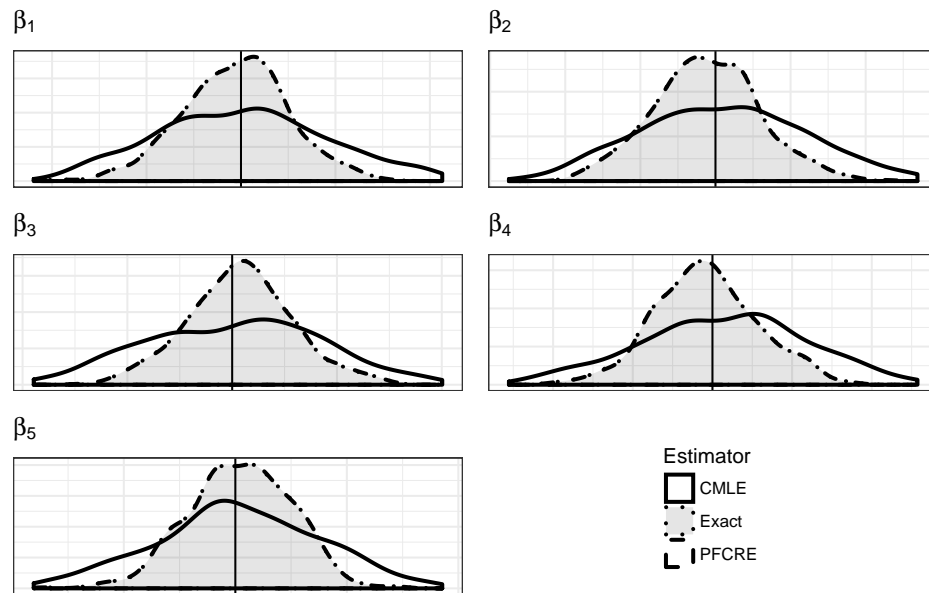 β₁
β₂
β₃
β₄
β₅
Estimator
CMLE
Exact
PFCRE